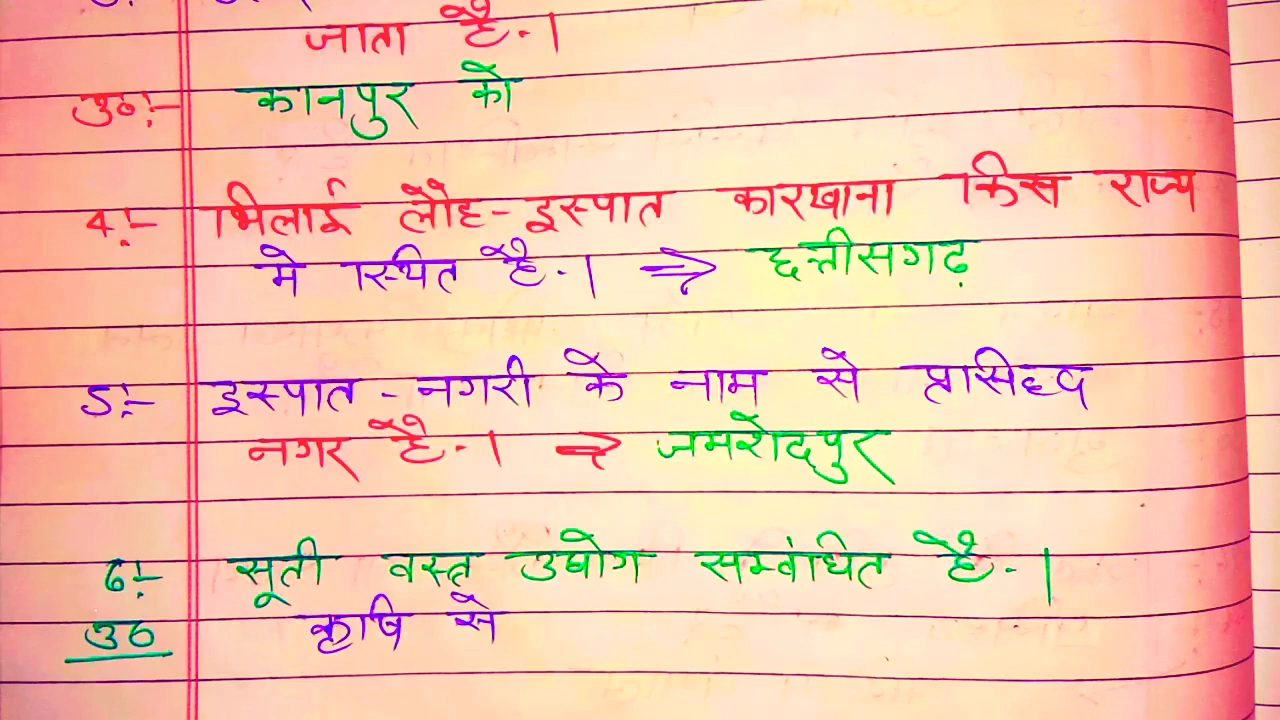 जाता है.।
उ०:- कानपुर को
4:- भिलाई लौह-इस्पात कारखाना किस राज्य
मे स्थित है.। ⇒ छत्तीसगढ़
5:- इस्पात-नगरी के नाम से प्रसिद्ध
नगर है.। ⇒ जमशेदपुर
6:- सूती वस्त्र उद्योग सम्बंधित है.।
उ० कृषि से